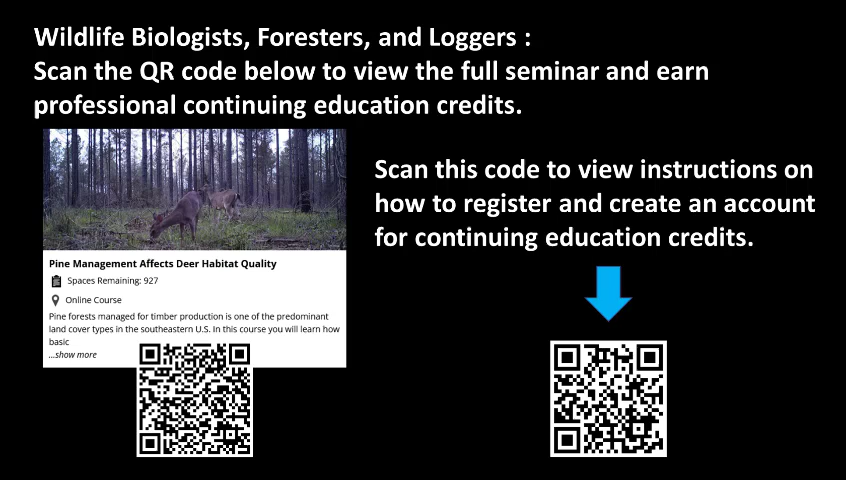 Wildlife Biologists, Foresters, and Loggers :
Scan the QR code below to view the full seminar and earn
professional continuing education credits.
Pine Management Affects Deer Habitat Quality
Spaces Remaining: 927
Online Course
Pine forests managed for timber production is one of the predominant
land cover types in the southeastern U.S. In this course you will learn how
basic
...show more
Scan this code to view instructions on
how to register and create an account
for continuing education credits.